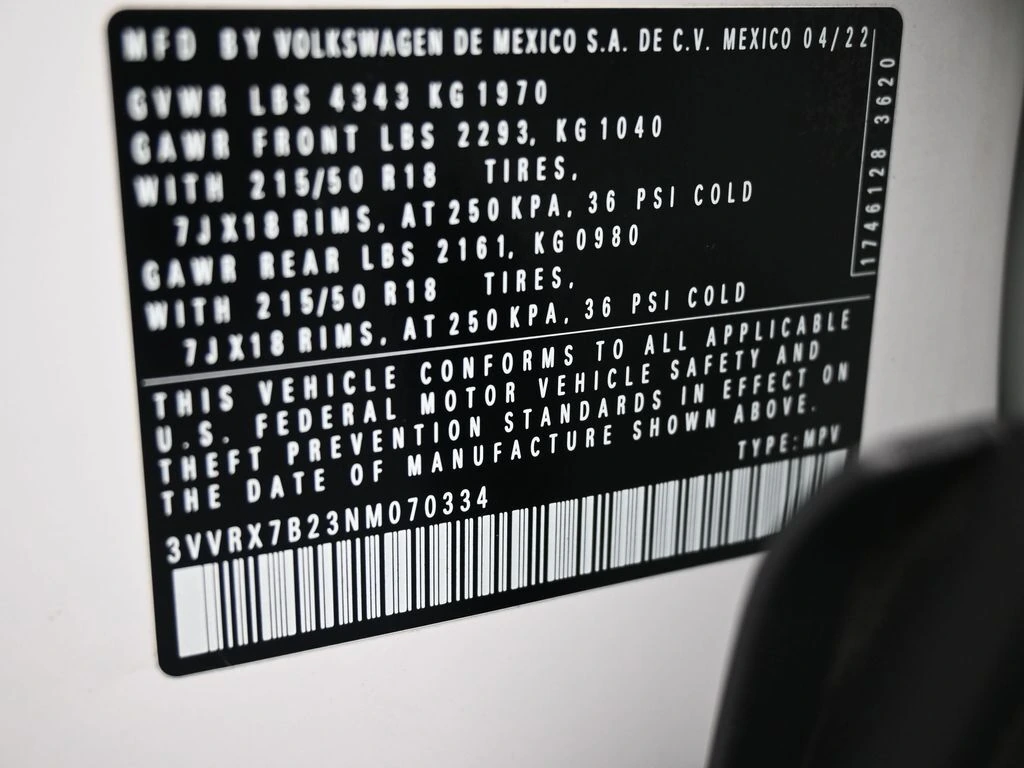 MFD BY VOLKSWAGEN DE MEXICO S.A. DE C.V. MEXICO 04/22
GVWR LBS 4343 KG 1970
GAWR FRONT LBS 2293, KG 1040
WITH 215/50 R18 TIRES,
7JX18 RIMS, AT 250 KPA, 36 PSI COLD
GAWR REAR LBS 2161, KG 0980
WITH 215/50 R18 TIRES,
7JX18 RIMS, AT 250 KPA, 36 PSI COLD
1746128 3620
THIS VEHICLE CONFORMS TO ALL APPLICABLE
U.S. FEDERAL MOTOR VEHICLE SAFETY AND
THEFT PREVENTION STANDARDS IN EFFECT ON
THE DATE OF MANUFACTURE SHOWN ABOVE.
TYPE: MPV
3VVRX7B23NM070334